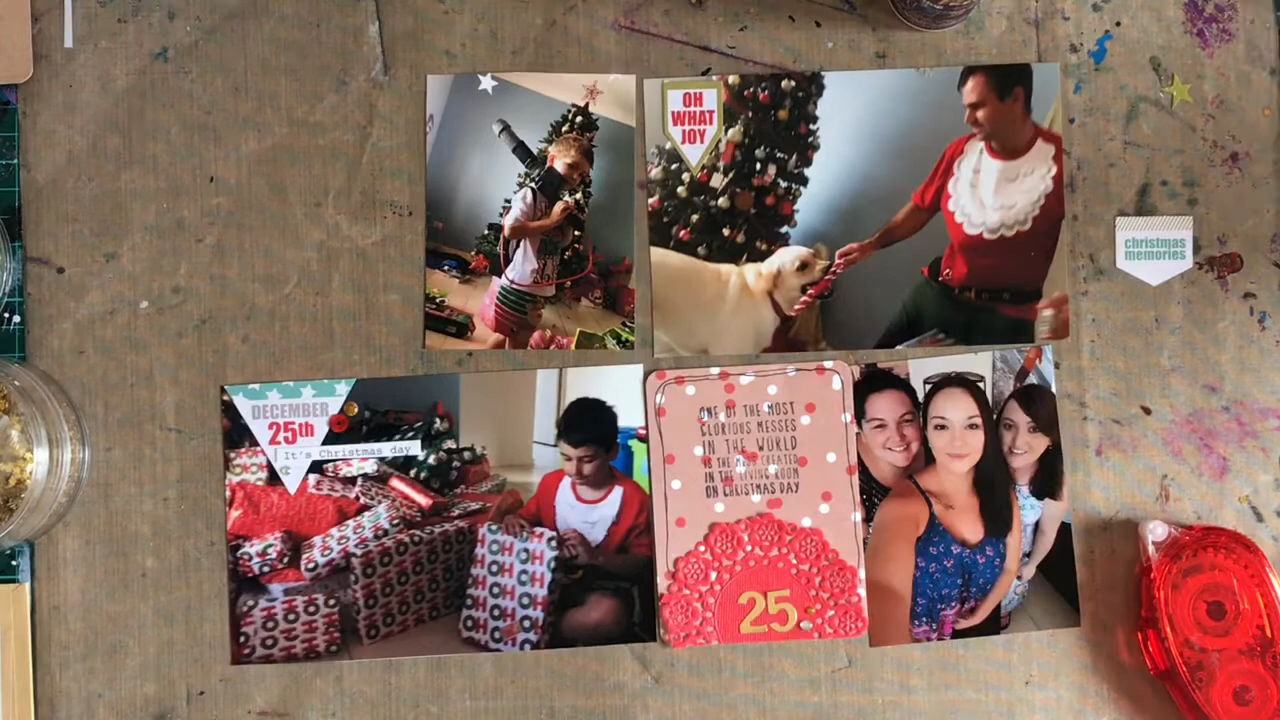 OH
WHAT
JOY
christmas
memories
DECEMBER
25th
It's Christmas day
ONE OF THE MOST
GLORIOUS MESSES
IN THE WORLD
IS THE MESS CREATED
IN THE LIVING ROOM
ON CHRISTMAS DAY
25